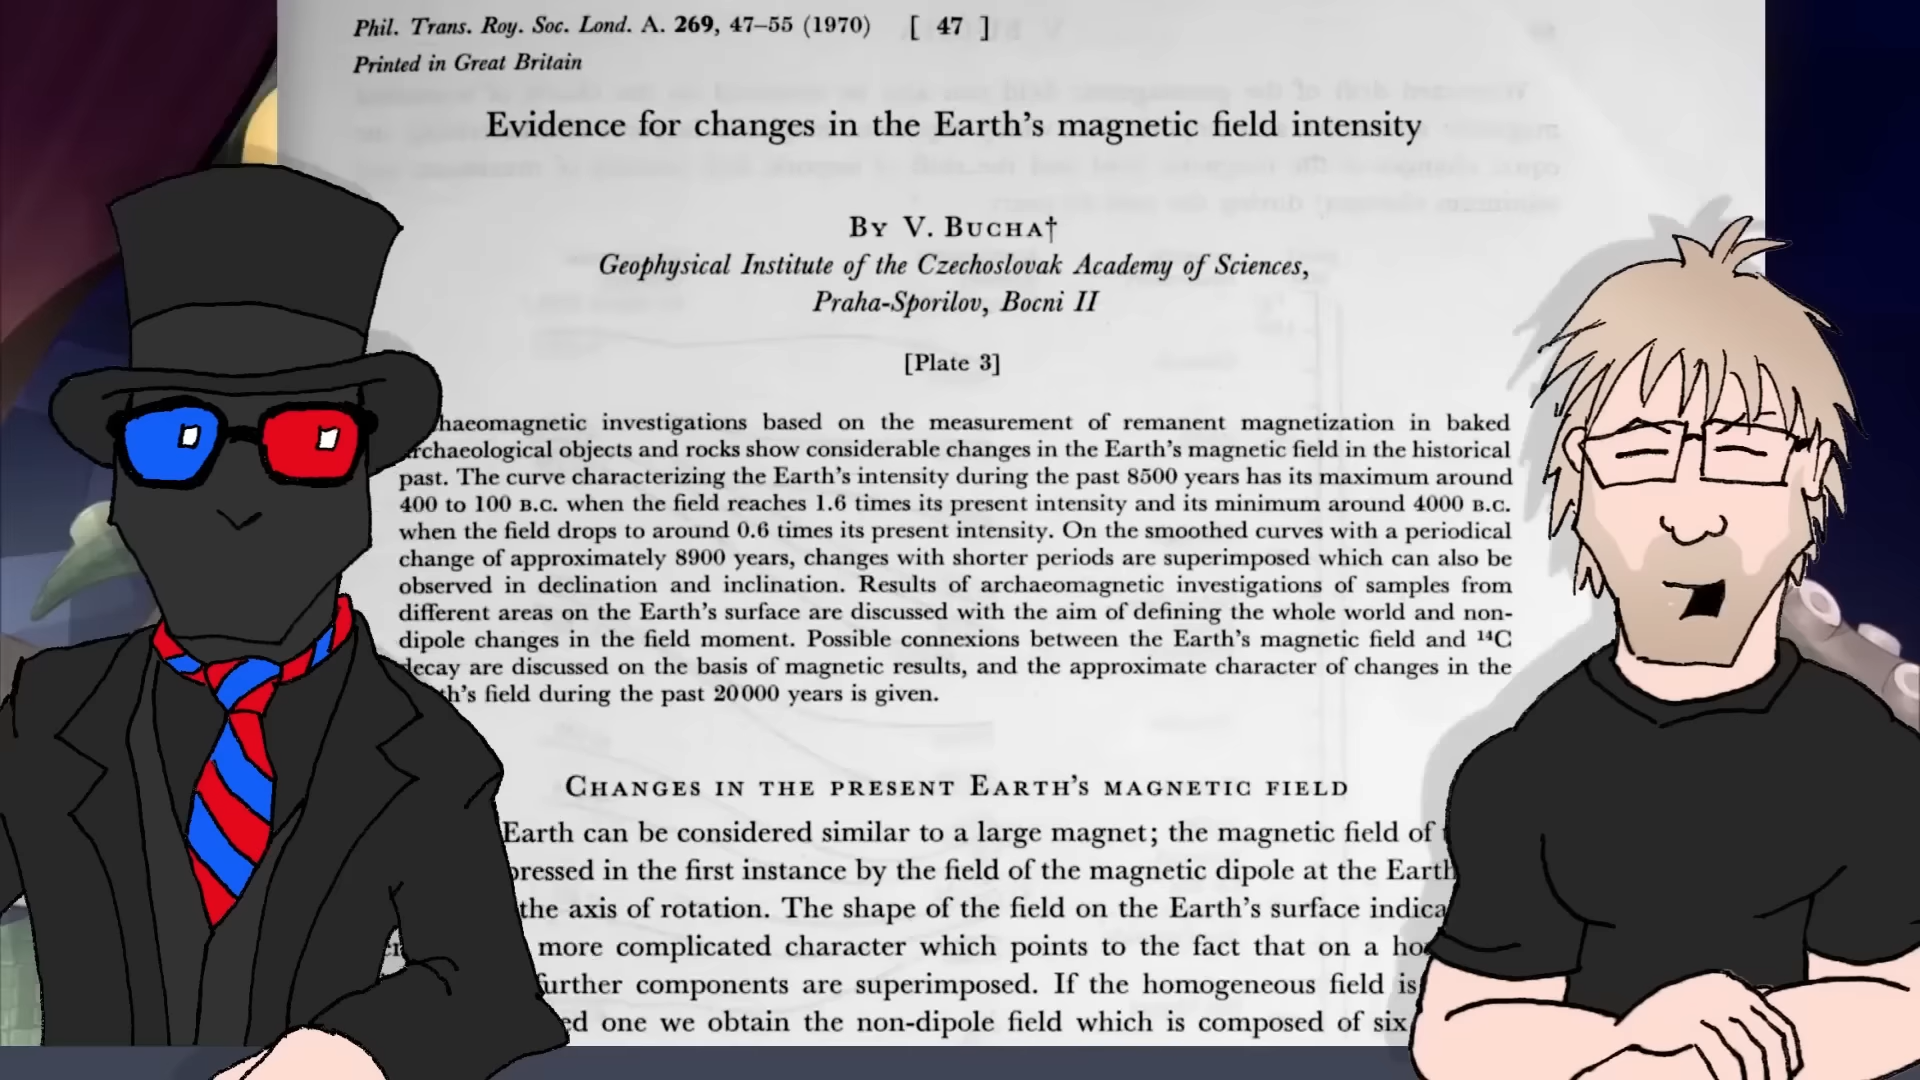 Phil. Trans. Roy. Soc. Lond. A. 269, 47–55 (1970) [ 47 ]
Printed in Great Britain
Evidence for changes in the Earth's magnetic field intensity
By V. Bucha†
Geophysical Institute of the Czechoslovak Academy of Sciences,
Praha-Sporilov, Bocni II
[Plate 3]
haeomagnetic investigations based on the measurement of remanent magnetization in baked
rchaeological objects and rocks show considerable changes in the Earth's magnetic field in the historical
past. The curve characterizing the Earth's intensity during the past 8500 years has its maximum around
400 to 100 B.C. when the field reaches 1.6 times its present intensity and its minimum around 4000 B.C.
when the field drops to around 0.6 times its present intensity. On the smoothed curves with a periodical
change of approximately 8900 years, changes with shorter periods are superimposed which can also be
observed in declination and inclination. Results of archaeomagnetic investigations of samples from
different areas on the Earth's surface are discussed with the aim of defining the whole world and non-
dipole changes in the field moment. Possible connexions between the Earth's magnetic field and ¹⁴C
decay are discussed on the basis of magnetic results, and the approximate character of changes in the
th's field during the past 20000 years is given.
Changes in the present Earth's magnetic field
Earth can be considered similar to a large magnet; the magnetic field of
pressed in the first instance by the field of the magnetic dipole at the Earth
the axis of rotation. The shape of the field on the Earth's surface indica
more complicated character which points to the fact that on a ho
further components are superimposed. If the homogeneous field is
ed one we obtain the non-dipole field which is composed of six